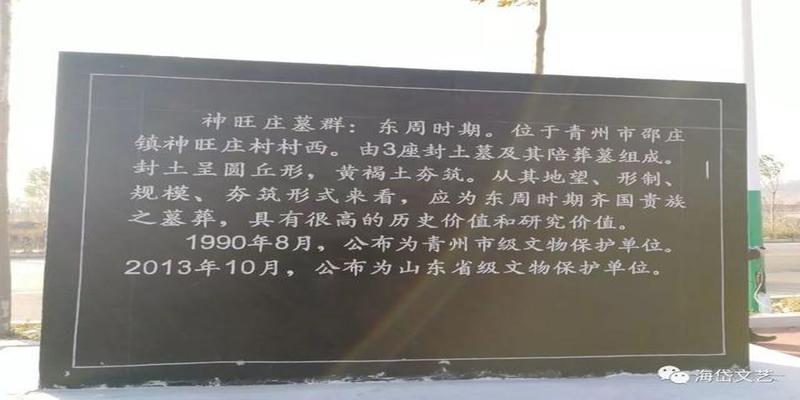 神旺庄墓群：东周时期。位于青州市邵庄
镇神旺庄村村西。由3座封土墓及其陪葬墓组成。
封土呈圆丘形，黄褐土夯筑。从其地望、形制、
规模、夯筑形式来看，应为东周时期齐国贵族
之墓葬，具有很高的历史价值和研究价值。
1990年8月，公布为青州市级文物保护单位。
2013年10月，公布为山东省级文物保护单位。
海岱文艺